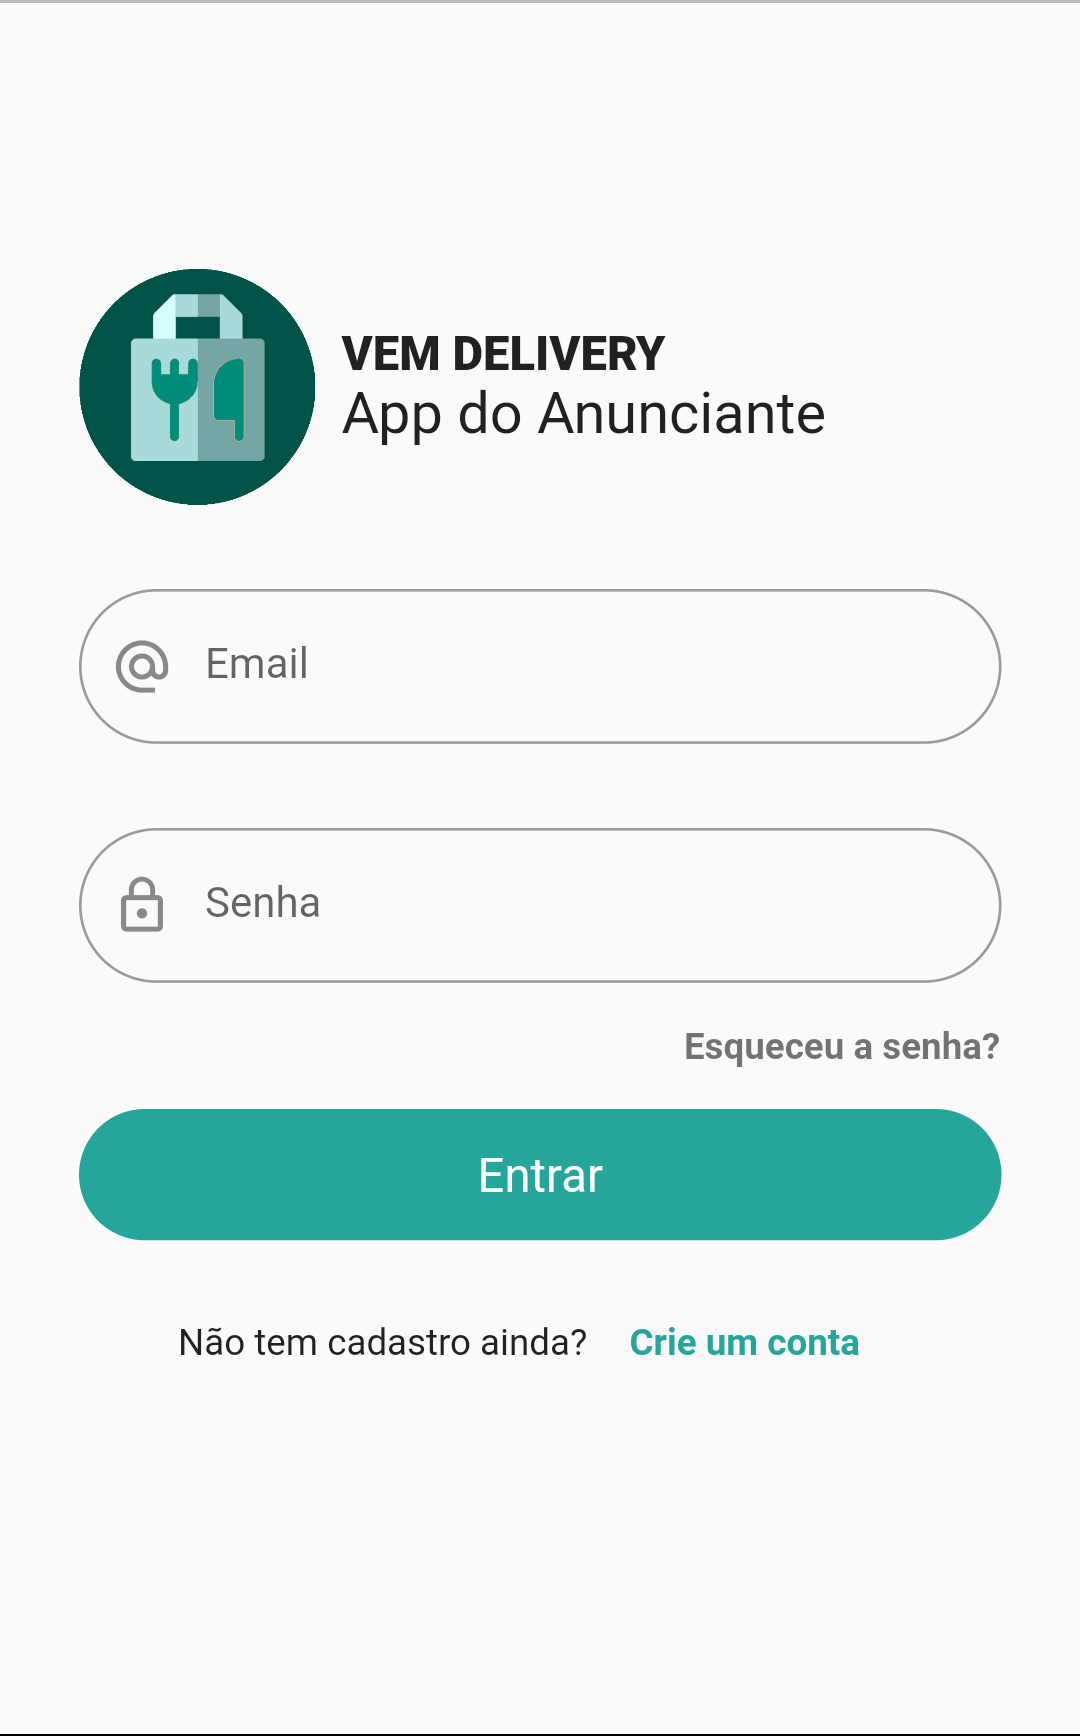 VEM DELIVERY
App do Anunciante
Email
Senha
Esqueceu a senha?
Entrar
Não tem cadastro ainda? Crie um conta